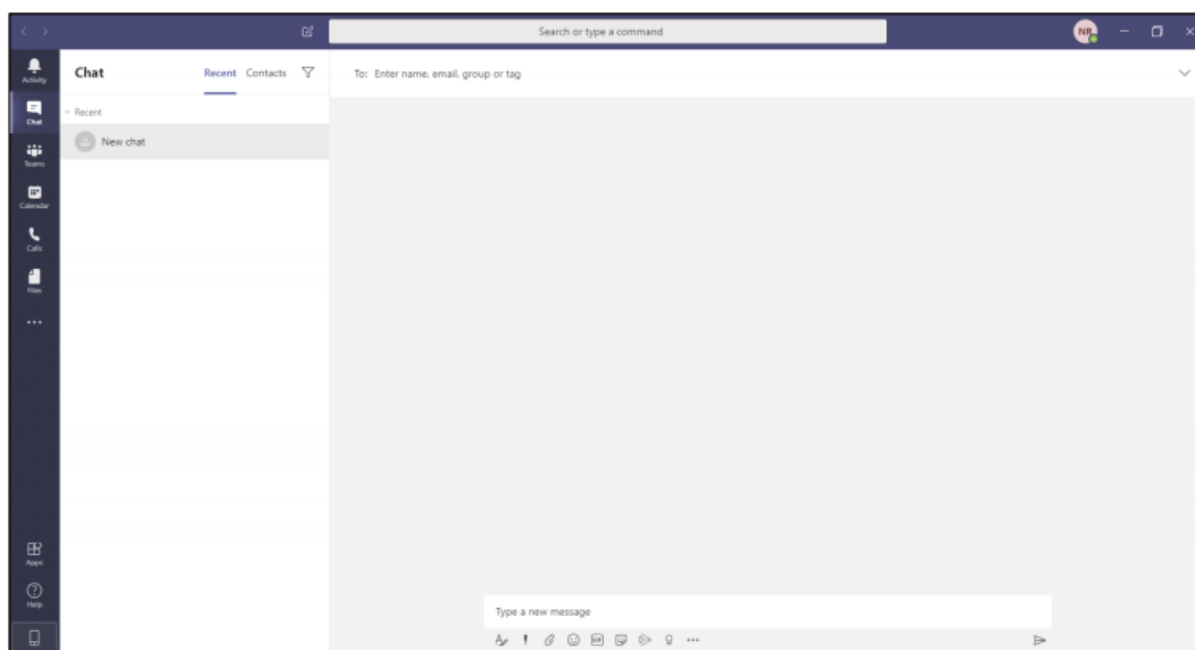 Search or type a command
NR
Activity
Chat
Recent
Contacts
To: Enter name, email, group or tag
Chat
Recent
New chat
Teams
Calendar
Calls
Files
Apps
Help
Type a new message
GIF